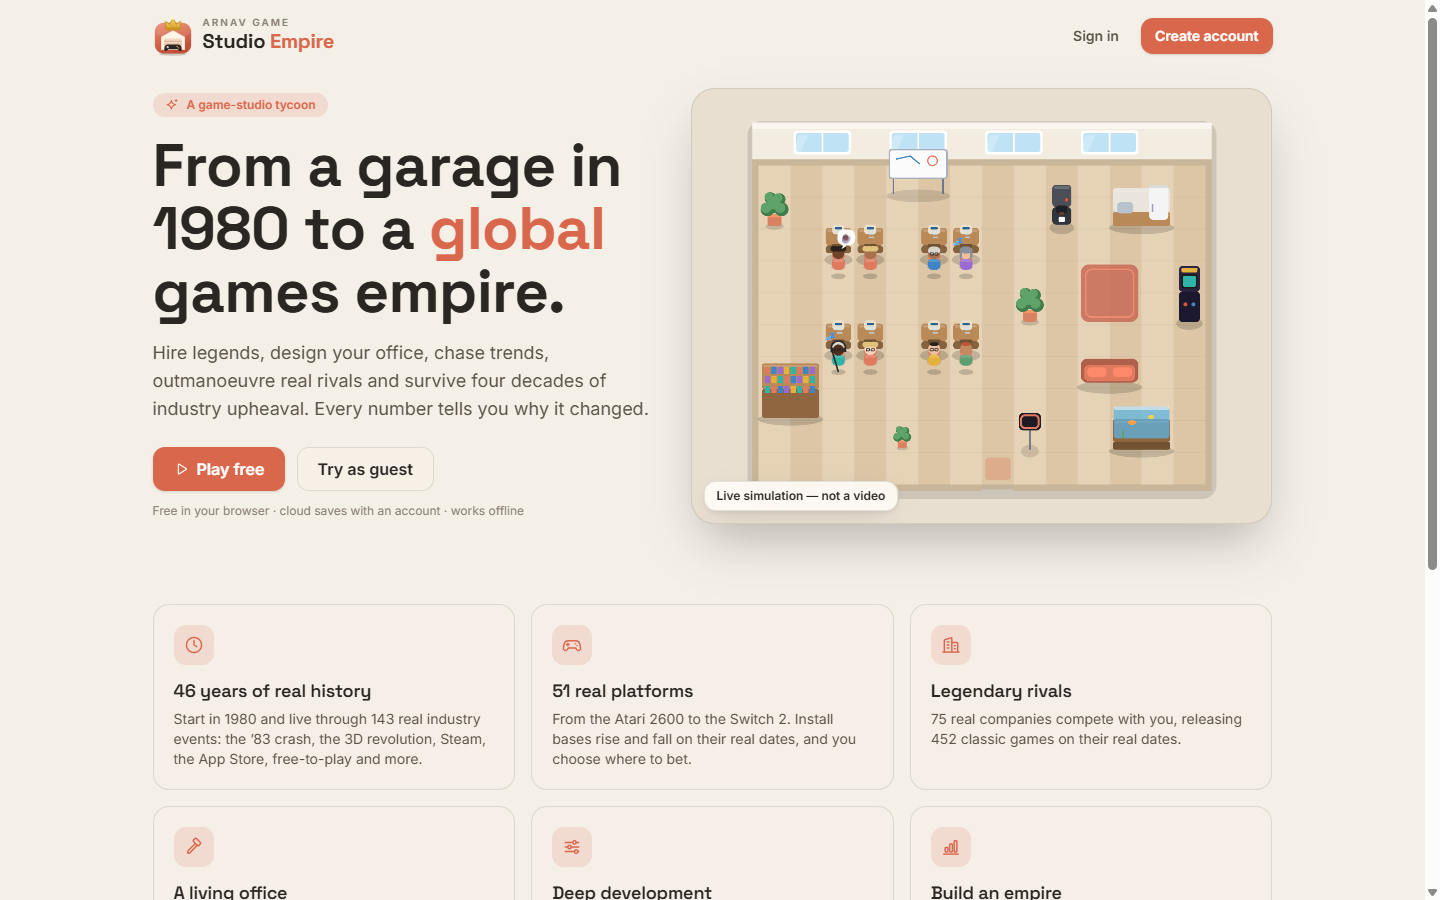 ARNAV GAME
Studio Empire
Sign in
Create account
A game-studio tycoon
From a garage in
1980 to a global
games empire.
Hire legends, design your office, chase trends,
outmanoeuvre real rivals and survive four decades of
industry upheaval. Every number tells you why it changed.
Play free
Try as guest
Free in your browser · cloud saves with an account · works offline
Live simulation — not a video
46 years of real history
Start in 1980 and live through 143 real industry
events: the ’83 crash, the 3D revolution, Steam,
the App Store, free-to-play and more.
51 real platforms
From the Atari 2600 to the Switch 2. Install
bases rise and fall on their real dates, and you
choose where to bet.
Legendary rivals
75 real companies compete with you, releasing
452 classic games on their real dates.
A living office
Deep development
Build an empire